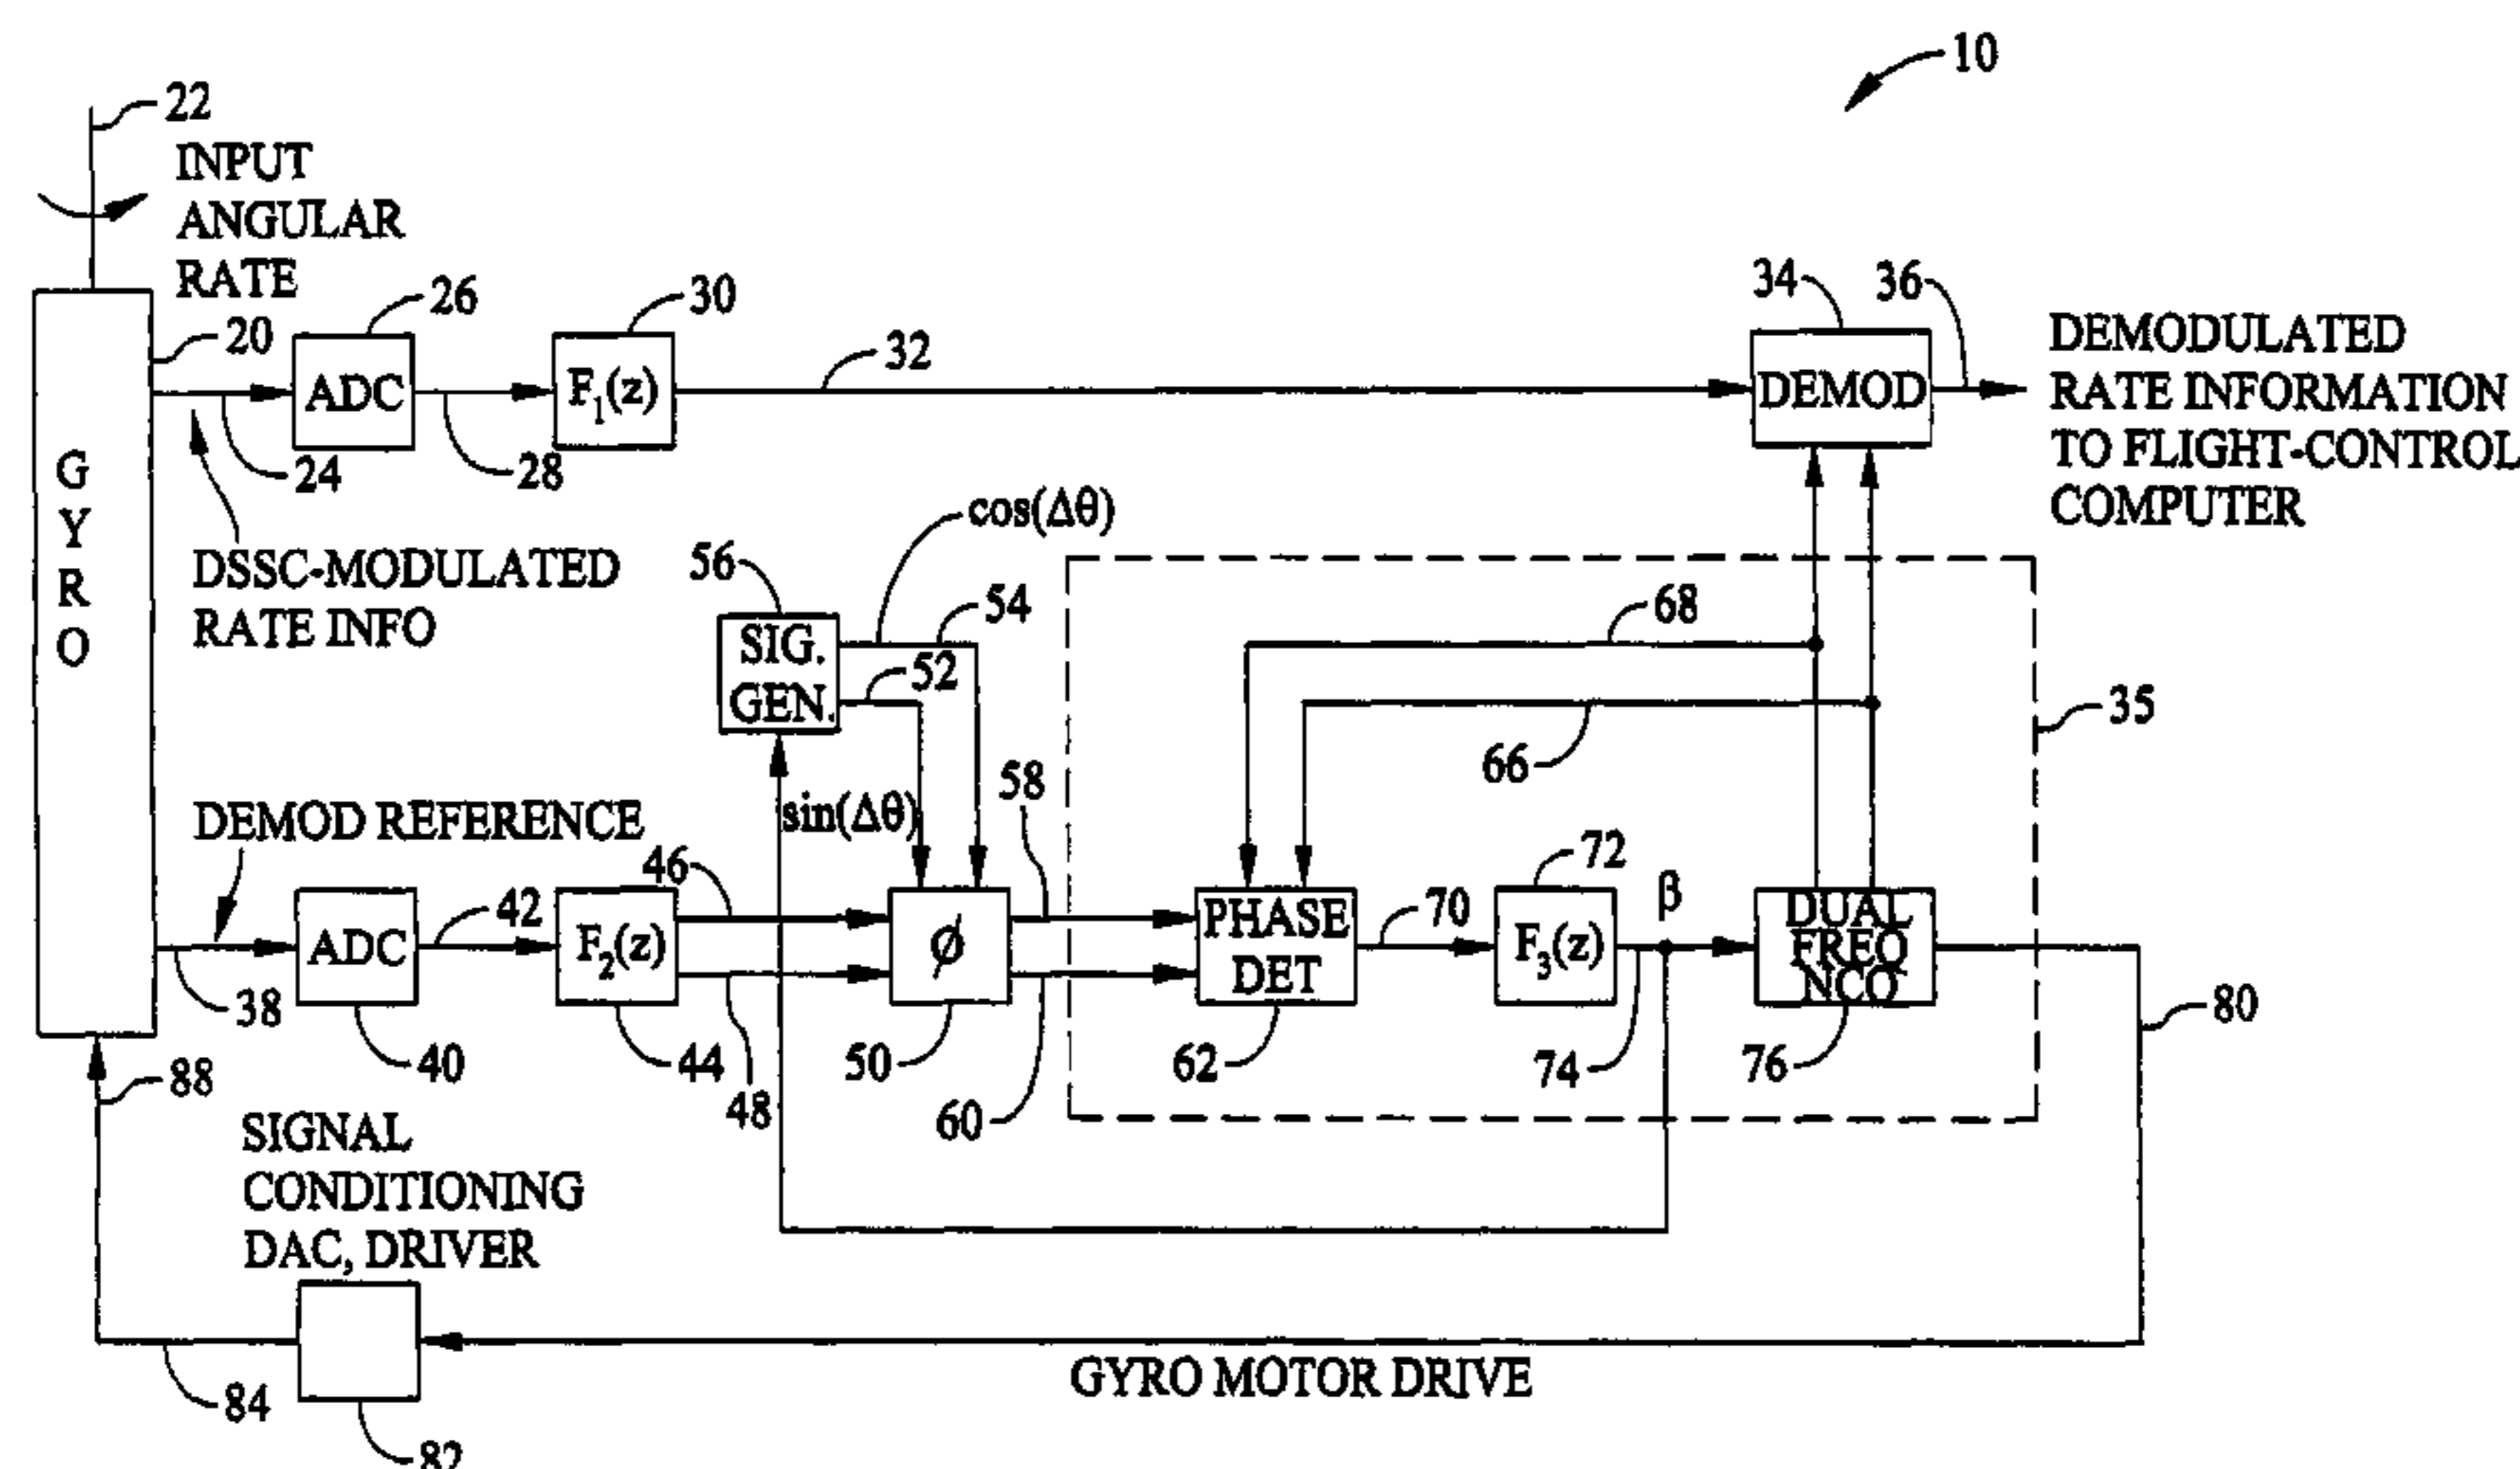 10
22
INPUT
ANGULAR
RATE
20
26
ADC
24
28
30
F1(z)
32
34
DEMOD
36
DEMODULATED
RATE INFORMATION
TO FLIGHT-CONTROL
COMPUTER
GYRO
DSSC-MODULATED
RATE INFO
cos(Δθ)
56
SIG.
GEN.
54
52
68
66
35
sin(Δθ)
58
DEMOD REFERENCE
38
ADC
40
42
F2(z)
44
46
48
ϕ
50
60
PHASE
DET
62
70
72
F3(z)
74
β
DUAL
FREQ
NCO
76
80
88
SIGNAL
CONDITIONING
DAC, DRIVER
84
82
GYRO MOTOR DRIVE